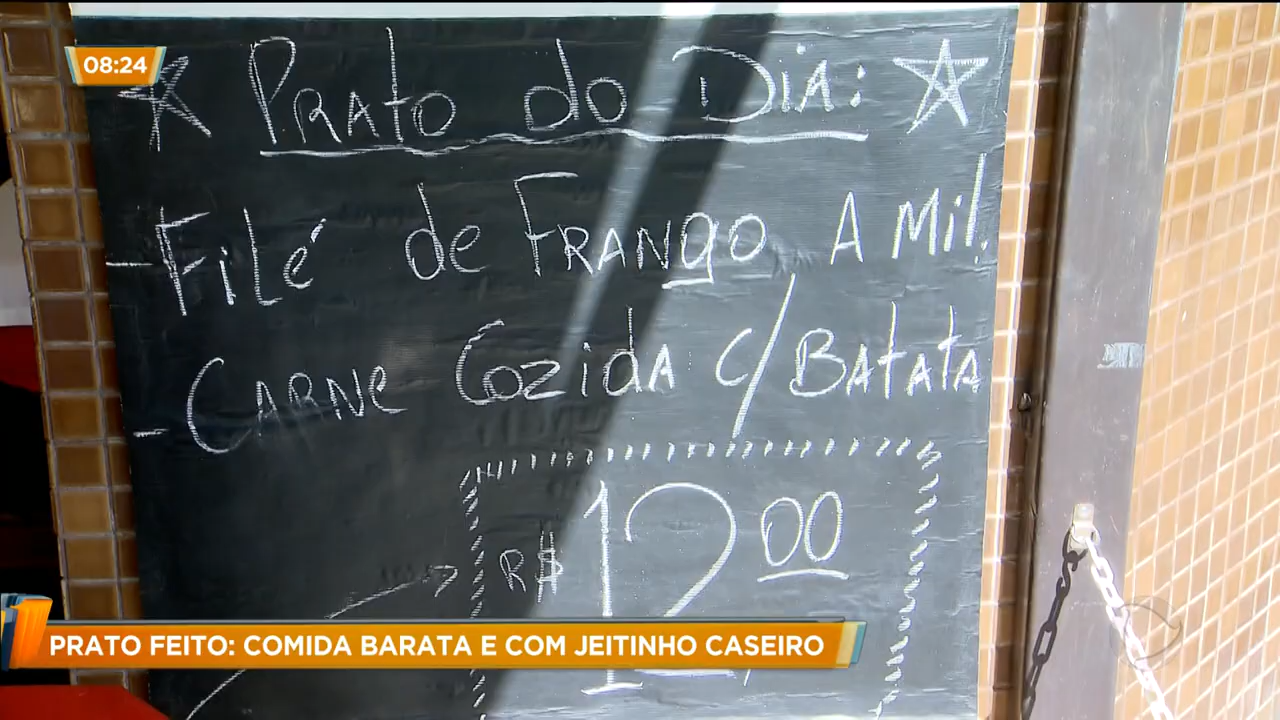 08:24
PRATO do DIA:
- Filé de FRANgO A Mil!
- CARNe CoZidA c/ BATATA
R$ 12,00
PRATO FEITO: COMIDA BARATA E COM JEITINHO CASEIRO